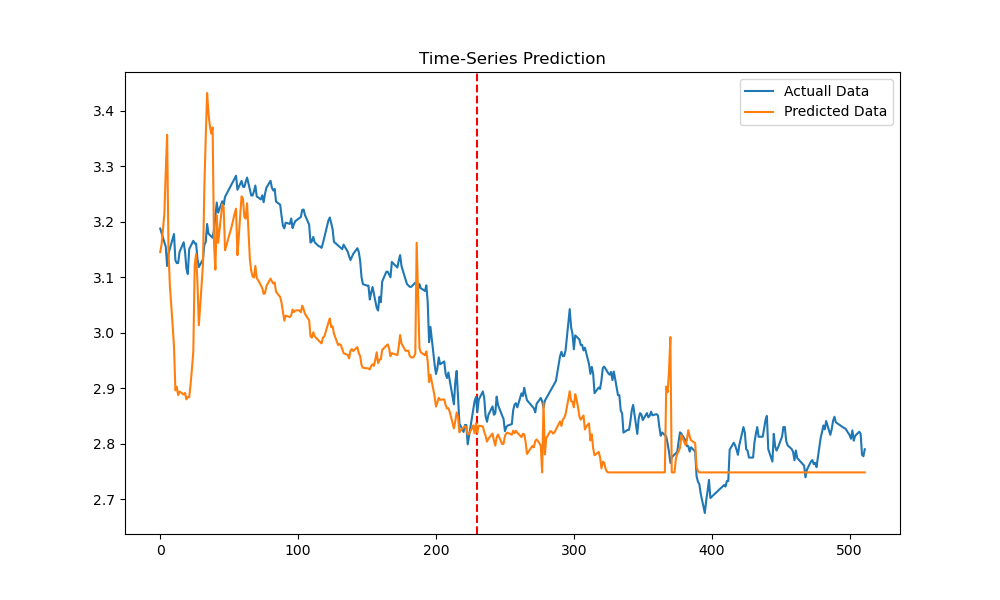 Time-Series Prediction
Actuall Data
Predicted Data
3.4
3.3
3.2
3.1
3.0
2.9
2.8
2.7
0 100 200 300 400 500